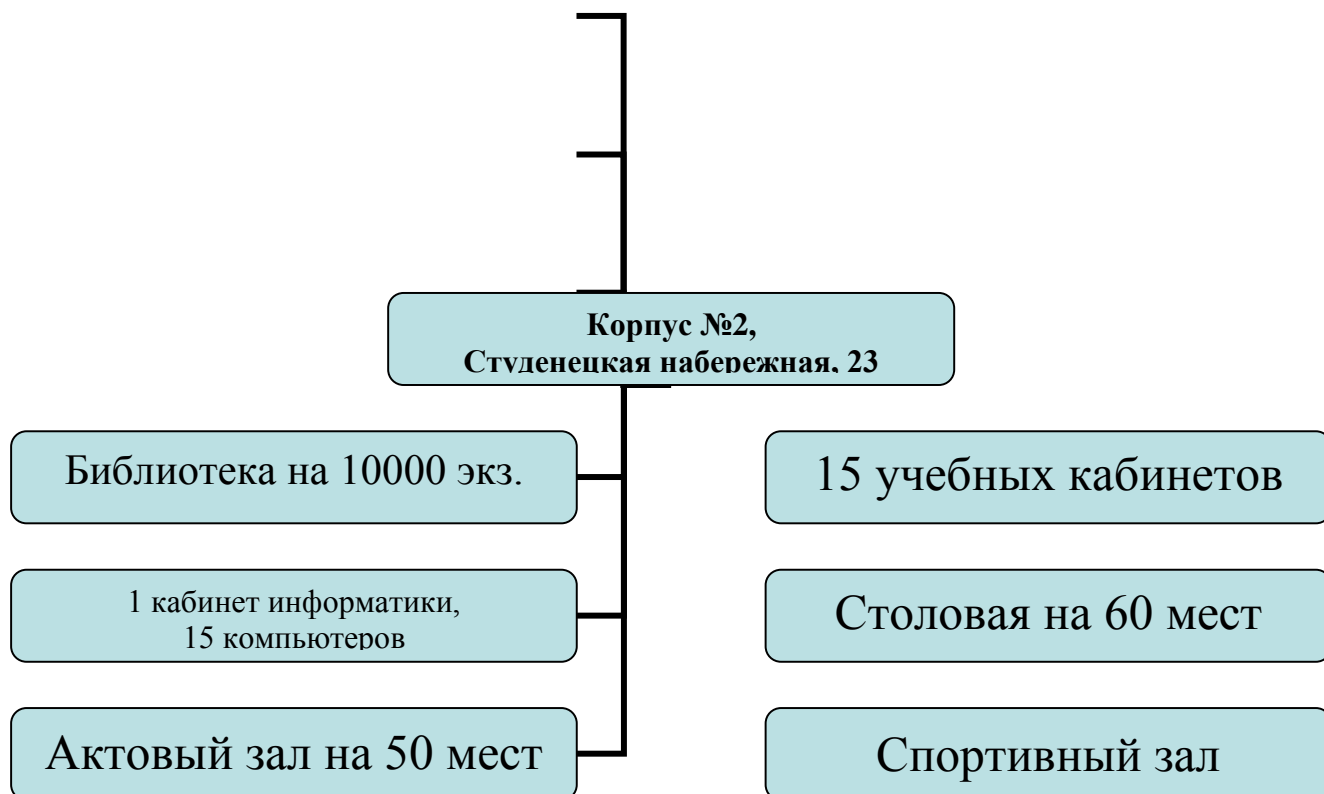 Корпус №2,
Студенецкая набережная, 23
Библиотека на 10000 экз.
15 учебных кабинетов
1 кабинет информатики,
15 компьютеров
Столовая на 60 мест
Актовый зал на 50 мест
Спортивный зал